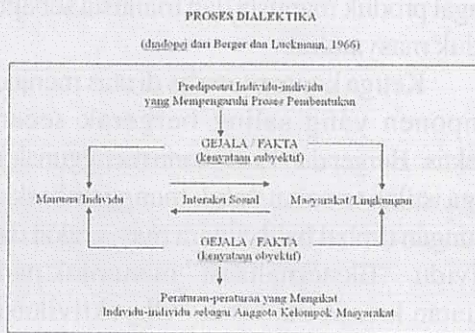 PROSES DIALEKTIKA
(diadopsi dari Berger dan Luckmann, 1966)
Predisposisi Individu-individu
yang Mempengaruhi Proses Pembentukan
GEJALA / FAKTA
(kenyataan subyektif)
Manusia/Individu
Interaksi Sosial
Masyarakat/Lingkungan
GEJALA / FAKTA
(kenyataan obyektif)
Peraturan-peraturan yang Mengikat
Individu-individu sebagai Anggota Kelompok Masyarakat